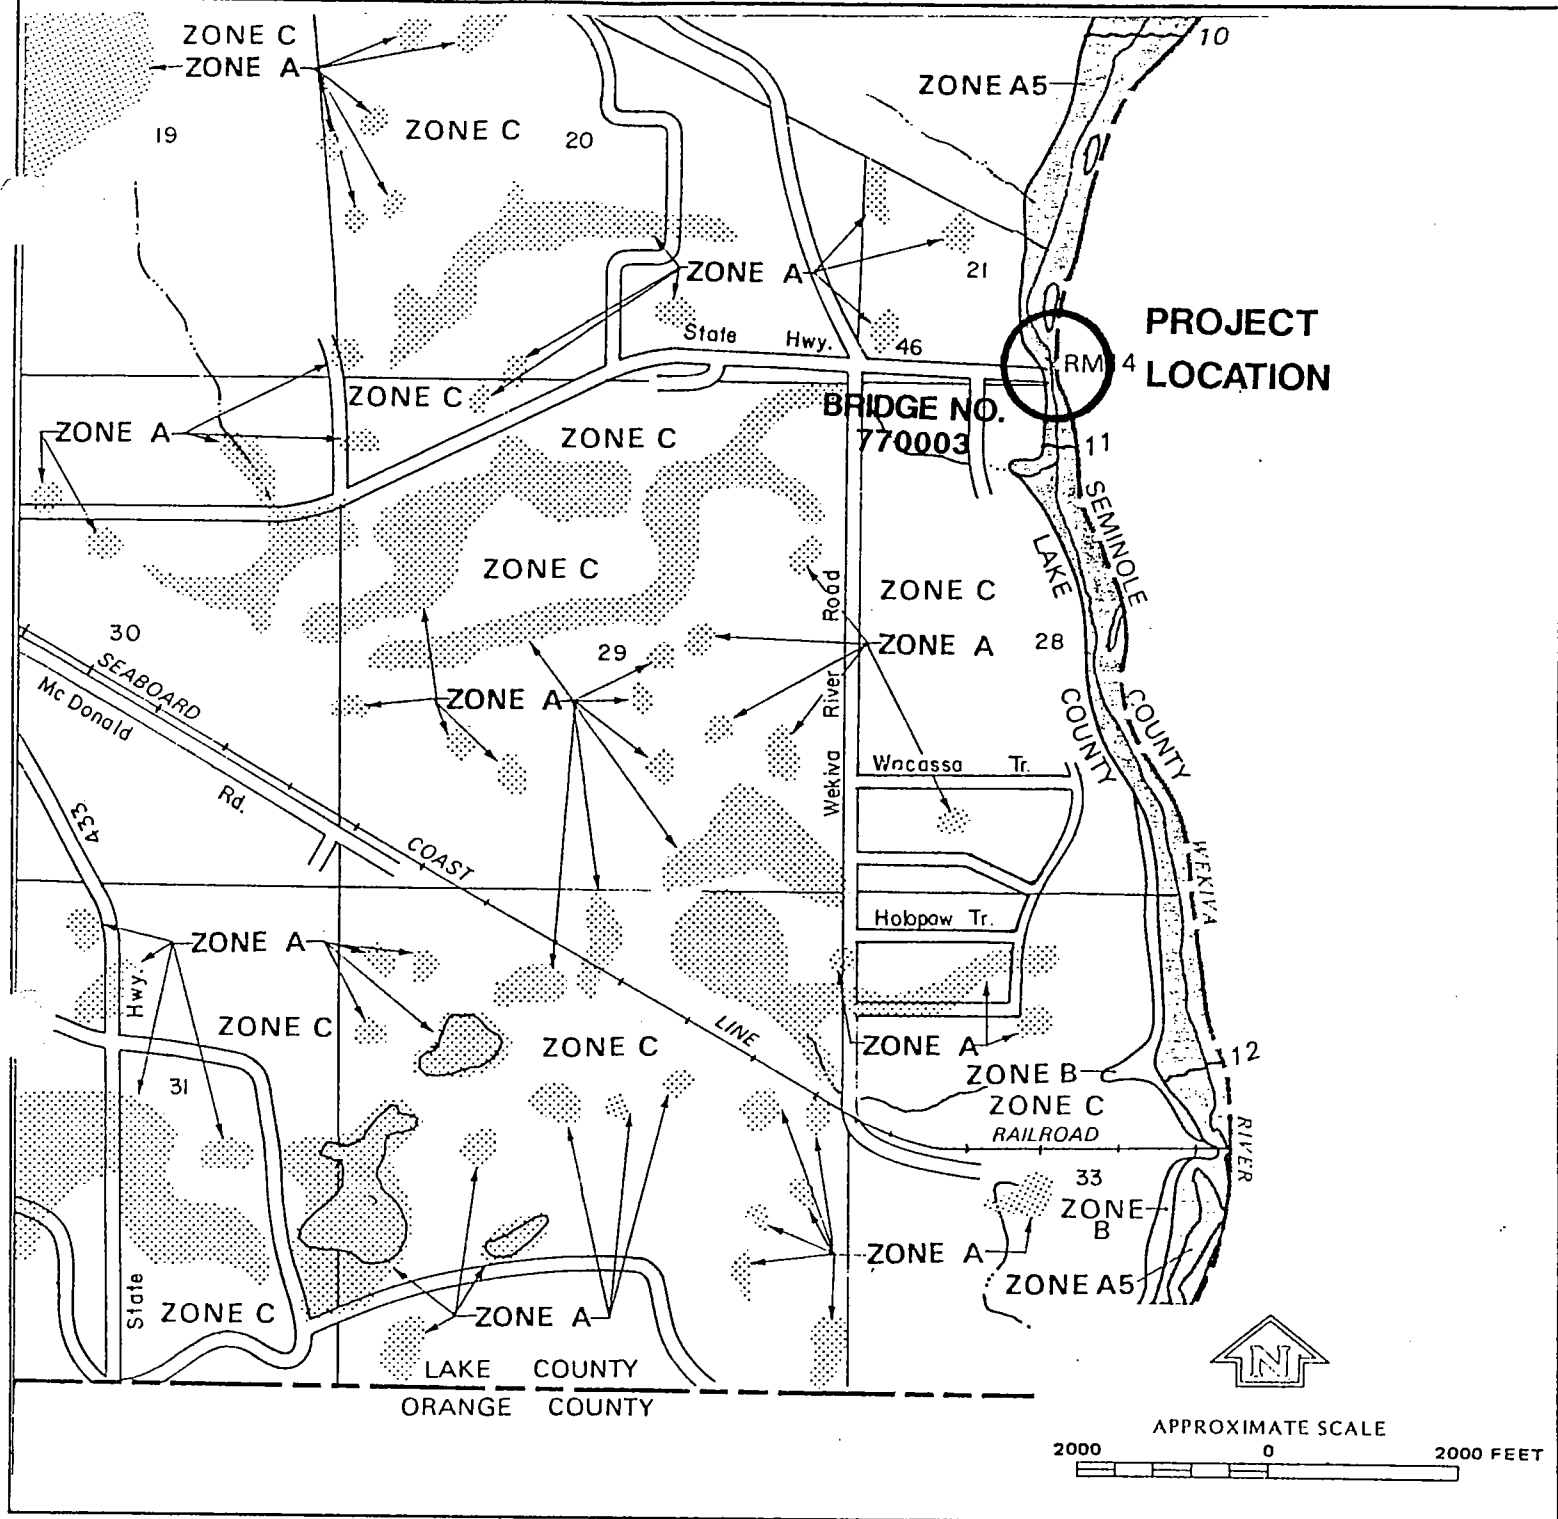 ZONE C
ZONE A
10
ZONE A5
19
ZONE C
20
ZONE A
21
State Hwy. 46
PROJECT
LOCATION
RM14
ZONE C
BRIDGE NO.
770003
ZONE A
ZONE C
11
SEMINOLE
COUNTY
LAKE
COUNTY
ZONE C
Wekiva River Road
ZONE C
30
29
ZONE A
28
SEABOARD
COAST
LINE
RAILROAD
Mc Donald
Rd.
ZONE A
433
Wacassa Tr.
WEKIVA
RIVER
Holopaw Tr.
ZONE A
State Hwy.
ZONE C
ZONE C
ZONE A
12
ZONE B
31
ZONE C
33
ZONE
B
ZONE A
ZONE A5
ZONE C
ZONE A
N
LAKE COUNTY
ORANGE COUNTY
APPROXIMATE SCALE
2000 0 2000 FEET